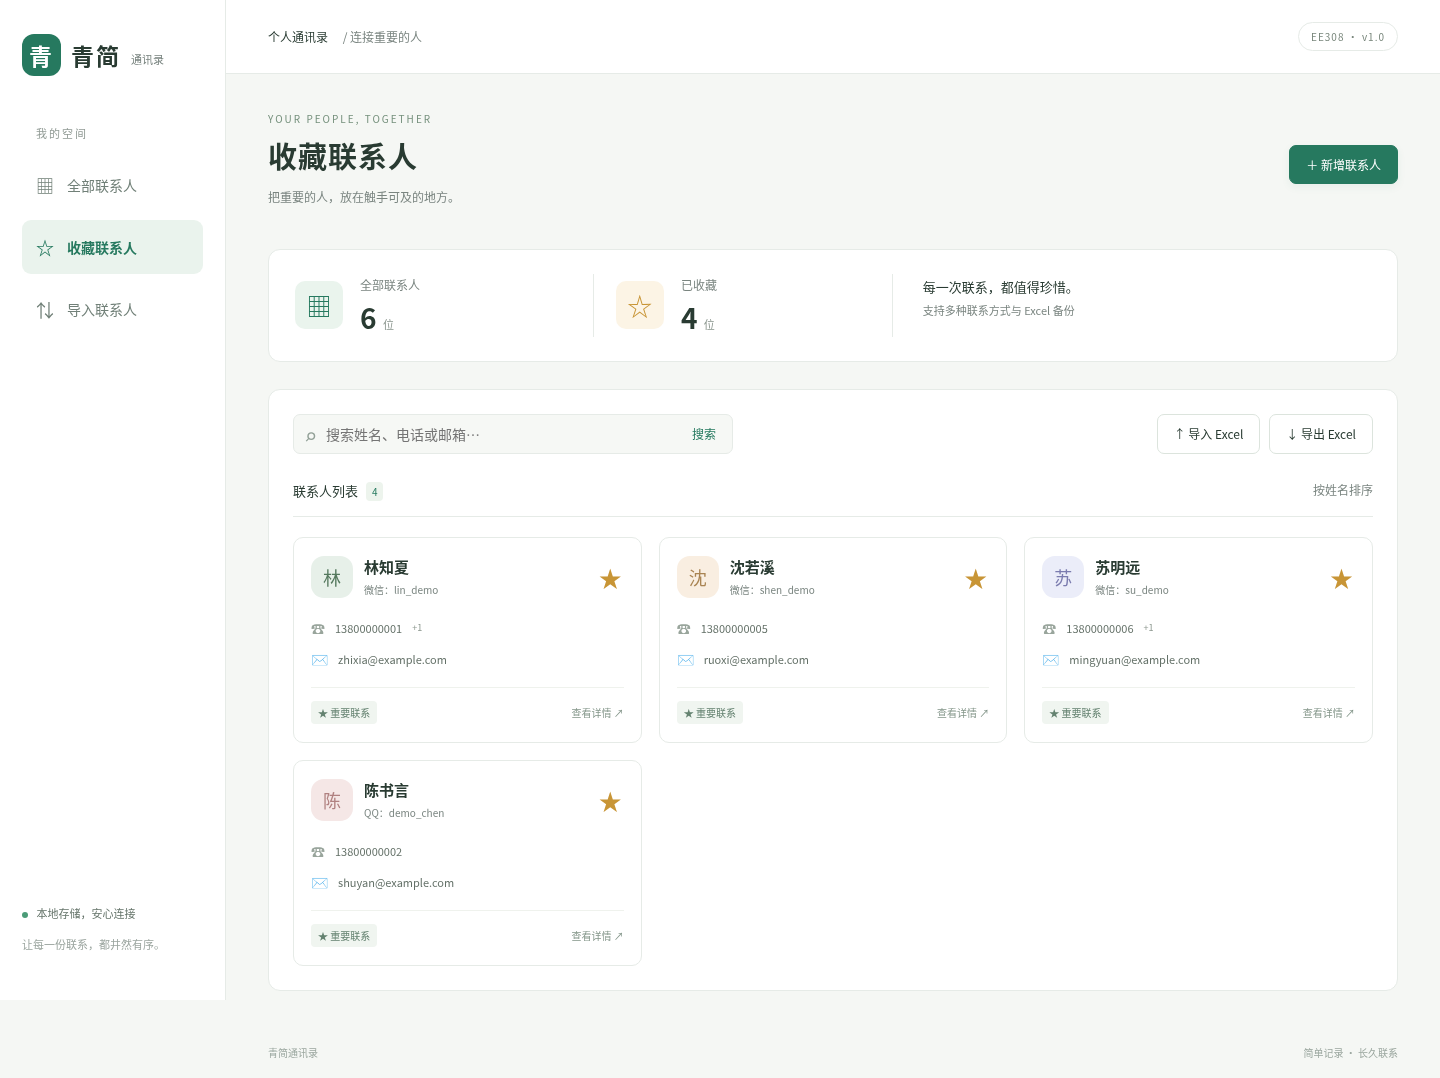 青 青简 通讯录
我的空间
▦ 全部联系人
☆ 收藏联系人
⇅ 导入联系人
本地存储，安心连接
让每一份联系，都井然有序。
个人通讯录 / 连接重要的人
EE308 · v1.0
YOUR PEOPLE, TOGETHER
收藏联系人
把重要的人，放在触手可及的地方。
＋ 新增联系人
全部联系人
6 位
已收藏
4 位
每一次联系，都值得珍惜。
支持多种联系方式与 Excel 备份
搜索姓名、电话或邮箱… 搜索
↑ 导入 Excel
↓ 导出 Excel
联系人列表 4
按姓名排序
林
林知夏
微信：lin_demo
★
☎ 13800000001 +1
✉️ zhixia@example.com
★ 重要联系
查看详情 ↗
沈
沈若溪
微信：shen_demo
★
☎ 13800000005
✉️ ruoxi@example.com
★ 重要联系
查看详情 ↗
苏
苏明远
微信：su_demo
★
☎ 13800000006 +1
✉️ mingyuan@example.com
★ 重要联系
查看详情 ↗
陈
陈书言
QQ：demo_chen
★
☎ 13800000002
✉️ shuyan@example.com
★ 重要联系
查看详情 ↗
青简通讯录
简单记录 · 长久联系